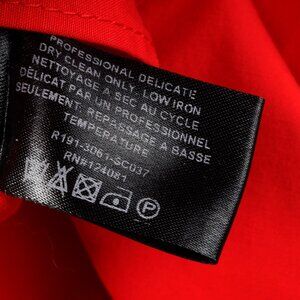 PROFESSIONAL DELICATE
DRY CLEAN ONLY, LOW IRON
NETTOYAGE A SEC AU CYCLE
DÉLICAT PAR UN PROFESSIONNEL
SEULEMENT. REPASSAGE A BASSE
TEMPERATURE
R191-3061-SC037
RN#124081
P